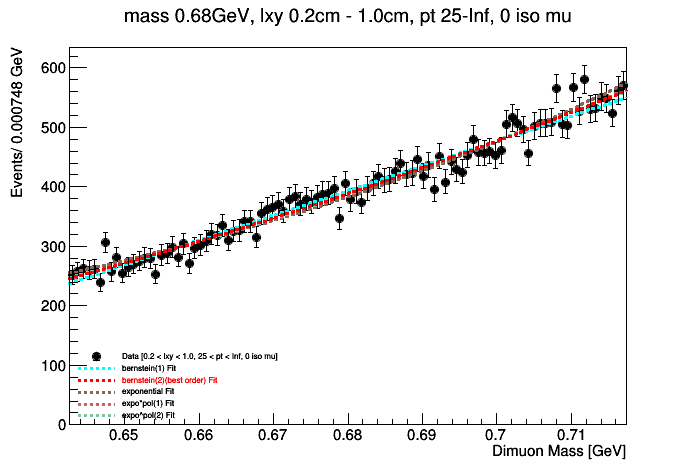 mass 0.68GeV, lxy 0.2cm - 1.0cm, pt 25-Inf, 0 iso mu
Events/ 0.000748 GeV
600
500
400
300
200
100
0
Data [0.2 < lxy < 1.0, 25 < pt < Inf, 0 iso mu]
bernstein(1) Fit
bernstein(2)(best order) Fit
exponential Fit
expo*pol(1) Fit
expo*pol(2) Fit
0.65 0.66 0.67 0.68 0.69 0.7 0.71
Dimuon Mass [GeV]